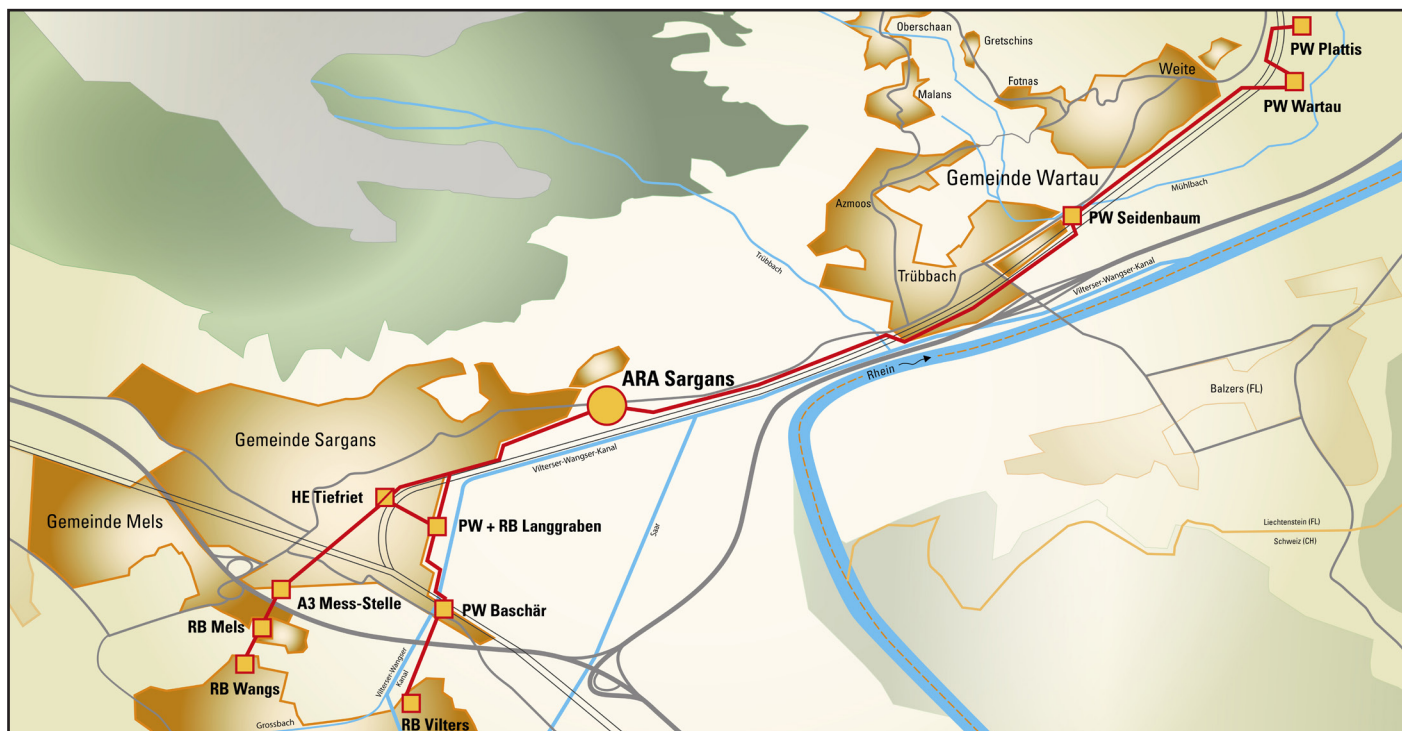 Oberschaan
Gretschins
PW Plattis
Weite
Fotnas
Malans
PW Wartau
Gemeinde Wartau
Mühlbach
Azmoos
PW Seidenbaum
Trübbach
Trübbach
Vilterser-Wangser-Kanal
Rhein
ARA Sargans
Balzers (FL)
Gemeinde Sargans
Vilterser-Wangser-Kanal
HE Tiefriet
Gemeinde Mels
PW + RB Langgraben
Saar
Liechtenstein (FL)
Schweiz (CH)
A3 Mess-Stelle
PW Baschär
RB Mels
Vilterser-Wangser
Kanal
RB Wangs
Grossbach
RB Vilters